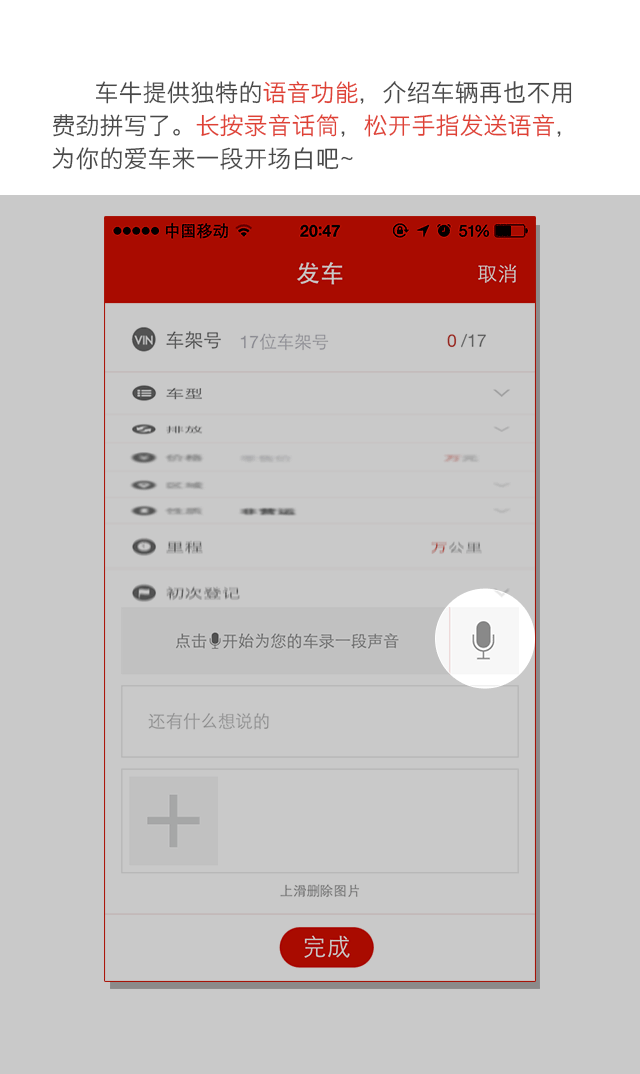 车牛提供独特的语音功能，介绍车辆再也不用
费劲拼写了。长按录音话筒，松开手指发送语音，
为你的爱车来一段开场白吧~
中国移动 20:47 51%
发车 取消
VIN 车架号 17位车架号 0/17
车型
排放
价格 万元
区域
性质 非营运
里程 万公里
初次登记
点击开始为您的车录一段声音
还有什么想说的
上滑删除图片
完成